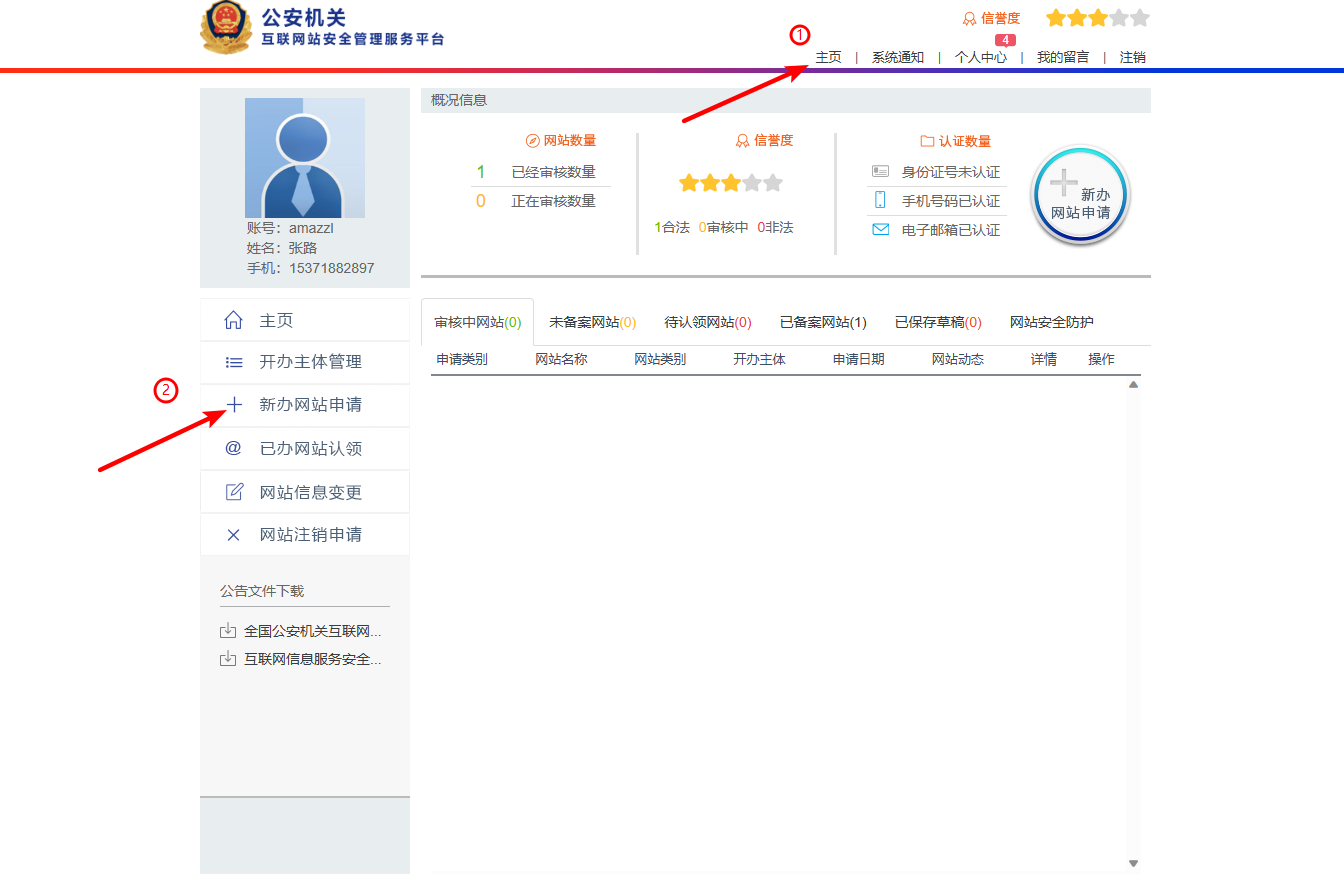 公安机关
互联网站安全管理服务平台
信誉度
①
4
主页 | 系统通知 | 个人中心 | 我的留言 | 注销
账号：amazzl
姓名：张路
手机：15371882897
概况信息
网站数量
1 已经审核数量
0 正在审核数量
信誉度
1合法 0审核中 0非法
认证数量
身份证号未认证
手机号码已认证
电子邮箱已认证
新办
网站申请
主页
开办主体管理
②
新办网站申请
@ 已办网站认领
网站信息变更
网站注销申请
公告文件下载
全国公安机关互联网...
互联网信息服务安全...
审核中网站(0) 未备案网站(0) 待认领网站(0) 已备案网站(1) 已保存草稿(0) 网站安全防护
申请类别 网站名称 网站类别 开办主体 申请日期 网站动态 详情 操作